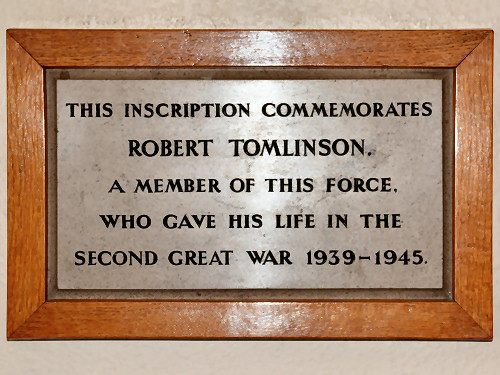 THIS INSCRIPTION COMMEMORATES
ROBERT TOMLINSON.
A MEMBER OF THIS FORCE.
WHO GAVE HIS LIFE IN THE
SECOND GREAT WAR 1939-1945.